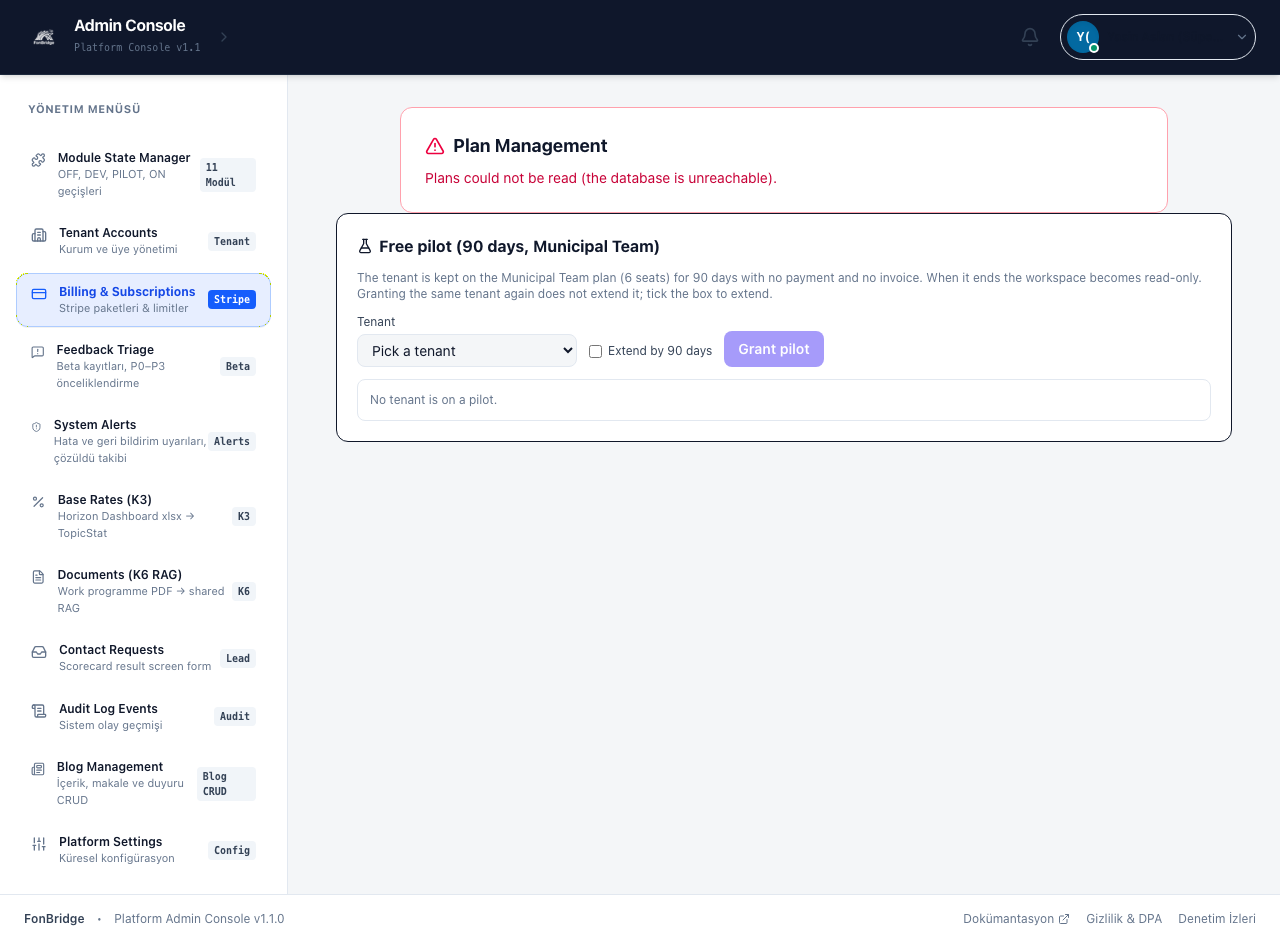 FonBridge
Admin Console
Platform Console v1.1
Y(
YÖNETIM MENÜSÜ
Module State Manager
OFF, DEV, PILOT, ON
geçişleri
11
Modül
Tenant Accounts
Kurum ve üye yönetimi
Tenant
Billing & Subscriptions
Stripe paketleri & limitler
Stripe
Feedback Triage
Beta kayıtları, P0–P3
önceliklendirme
Beta
System Alerts
Hata ve geri bildirim uyarıları,
çözüldü takibi
Alerts
Base Rates (K3)
Horizon Dashboard xlsx →
TopicStat
K3
Documents (K6 RAG)
Work programme PDF → shared
RAG
K6
Contact Requests
Scorecard result screen form
Lead
Audit Log Events
Sistem olay geçmişi
Audit
Blog Management
İçerik, makale ve duyuru
CRUD
Blog
CRUD
Platform Settings
Küresel konfigürasyon
Config
Plan Management
Plans could not be read (the database is unreachable).
Free pilot (90 days, Municipal Team)
The tenant is kept on the Municipal Team plan (6 seats) for 90 days with no payment and no invoice. When it ends the workspace becomes read-only.
Granting the same tenant again does not extend it; tick the box to extend.
Tenant
Pick a tenant
Extend by 90 days
Grant pilot
No tenant is on a pilot.
FonBridge • Platform Admin Console v1.1.0
Dokümantasyon
Gizlilik & DPA
Denetim İzleri